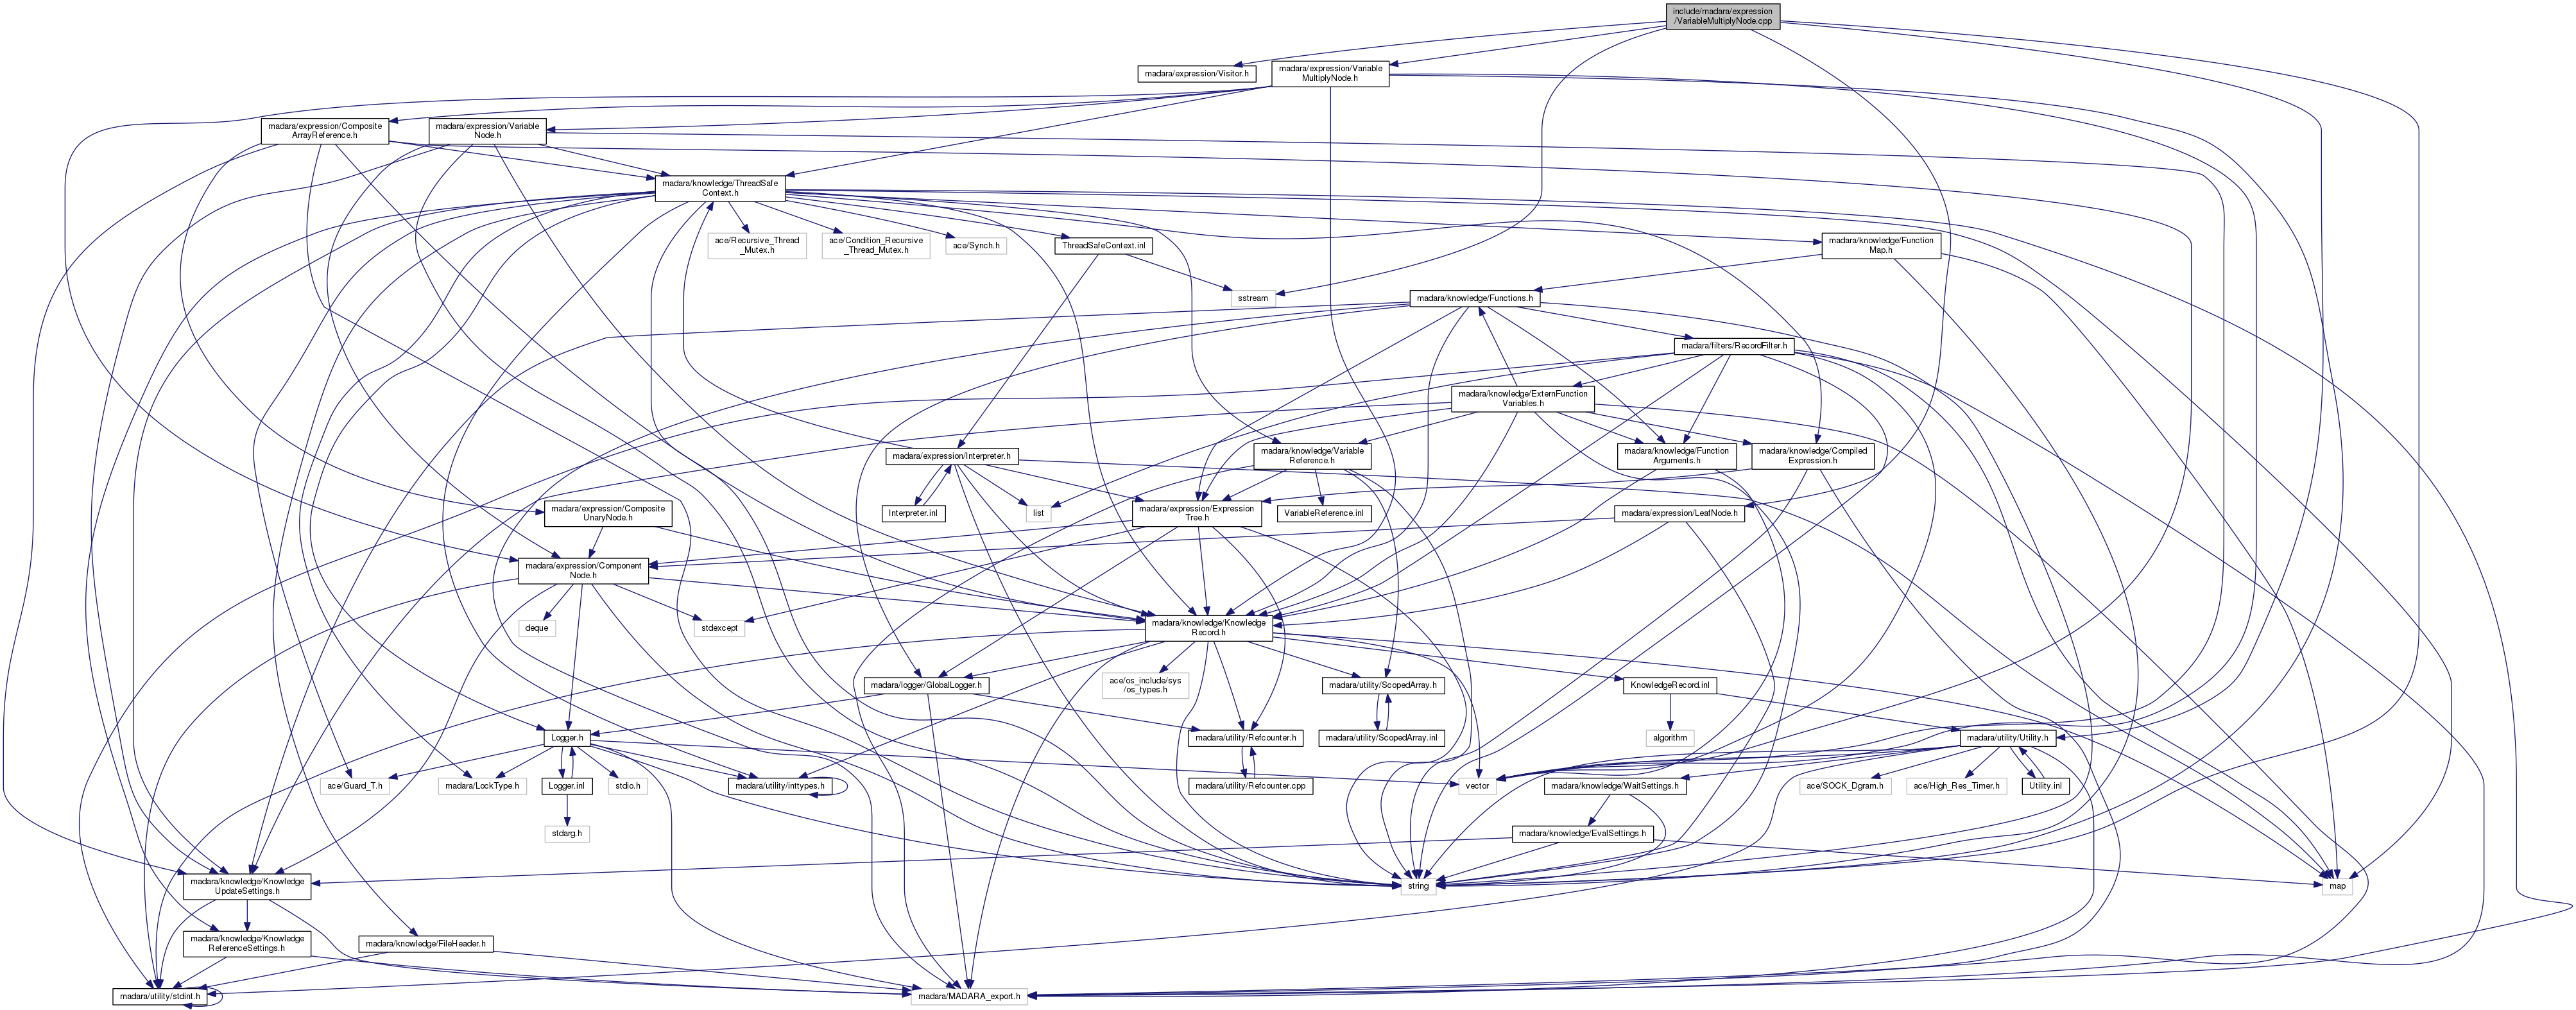 include/madara/expression
/VariableMultiplyNode.cpp
madara/expression/Visitor.h
madara/expression/Variable
MultiplyNode.h
madara/expression/Composite
ArrayReference.h
madara/expression/Variable
Node.h
madara/knowledge/ThreadSafe
Context.h
ace/Recursive_Thread
_Mutex.h
ace/Condition_Recursive
_Thread_Mutex.h
ace/Synch.h
ThreadSafeContext.inl
madara/knowledge/Function
Map.h
sstream
madara/knowledge/Functions.h
madara/filters/RecordFilter.h
madara/knowledge/ExternFunction
Variables.h
madara/expression/Interpreter.h
madara/knowledge/Variable
Reference.h
madara/knowledge/Function
Arguments.h
madara/knowledge/Compiled
Expression.h
madara/expression/Composite
UnaryNode.h
Interpreter.inl
list
madara/expression/Expression
Tree.h
VariableReference.inl
madara/expression/LeafNode.h
madara/expression/Component
Node.h
deque
stdexcept
madara/knowledge/Knowledge
Record.h
madara/logger/GlobalLogger.h
ace/os_include/sys
/os_types.h
madara/utility/ScopedArray.h
KnowledgeRecord.inl
Logger.h
madara/utility/Refcounter.h
madara/utility/ScopedArray.inl
algorithm
madara/utility/Utility.h
ace/Guard_T.h
madara/LockType.h
Logger.inl
stdio.h
madara/utility/inttypes.h
madara/utility/Refcounter.cpp
vector
madara/knowledge/WaitSettings.h
ace/SOCK_Dgram.h
ace/High_Res_Timer.h
Utility.inl
stdarg.h
madara/knowledge/EvalSettings.h
madara/knowledge/Knowledge
UpdateSettings.h
string
map
madara/knowledge/Knowledge
ReferenceSettings.h
madara/knowledge/FileHeader.h
madara/utility/stdint.h
madara/MADARA_export.h